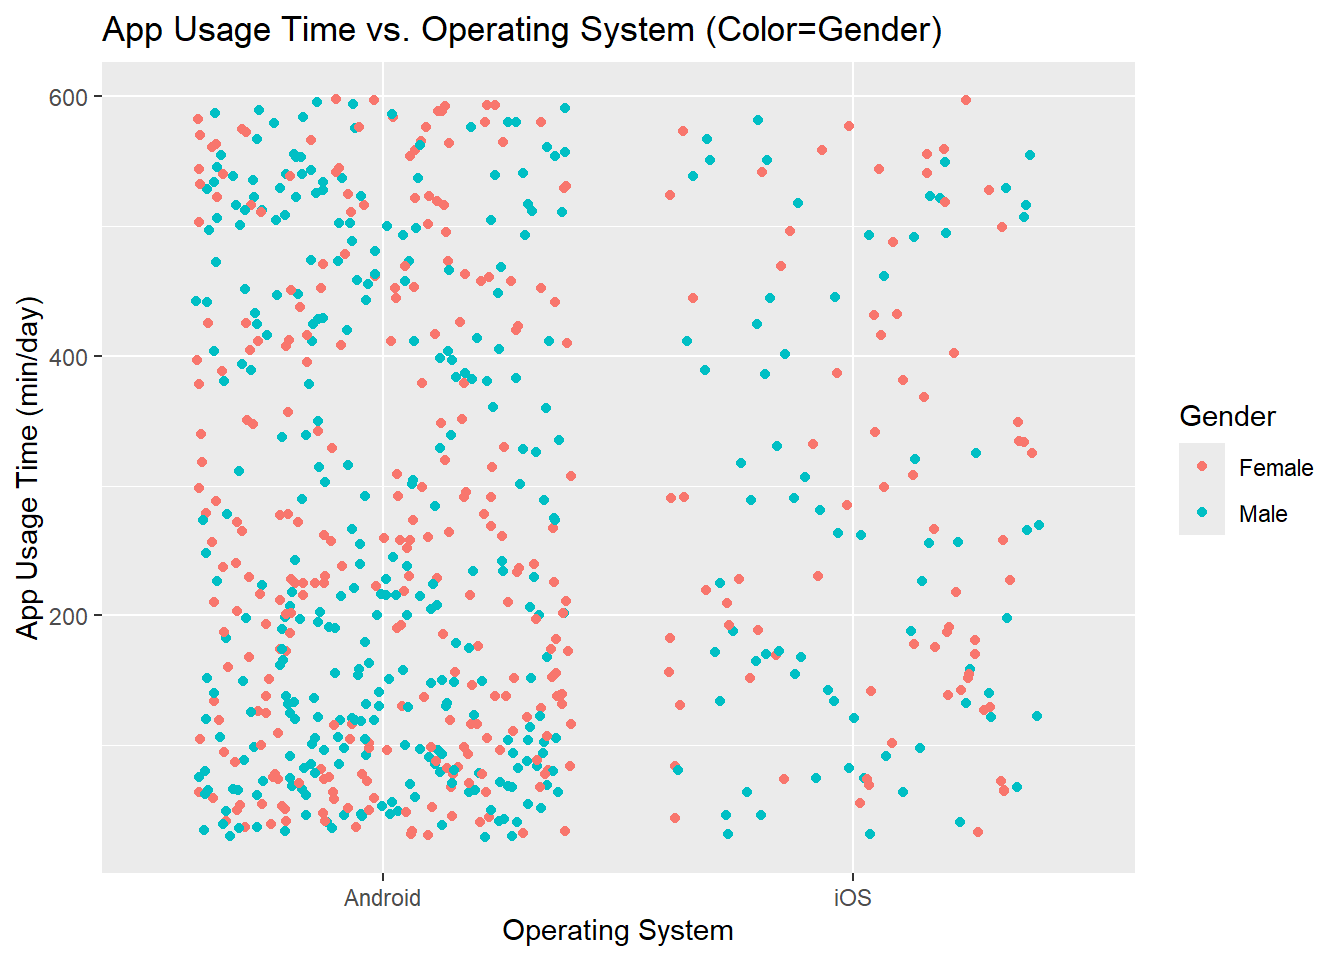 App Usage Time vs. Operating System (Color=Gender)
App Usage Time (min/day)
600
400
200
Android
iOS
Operating System
Gender
Female
Male